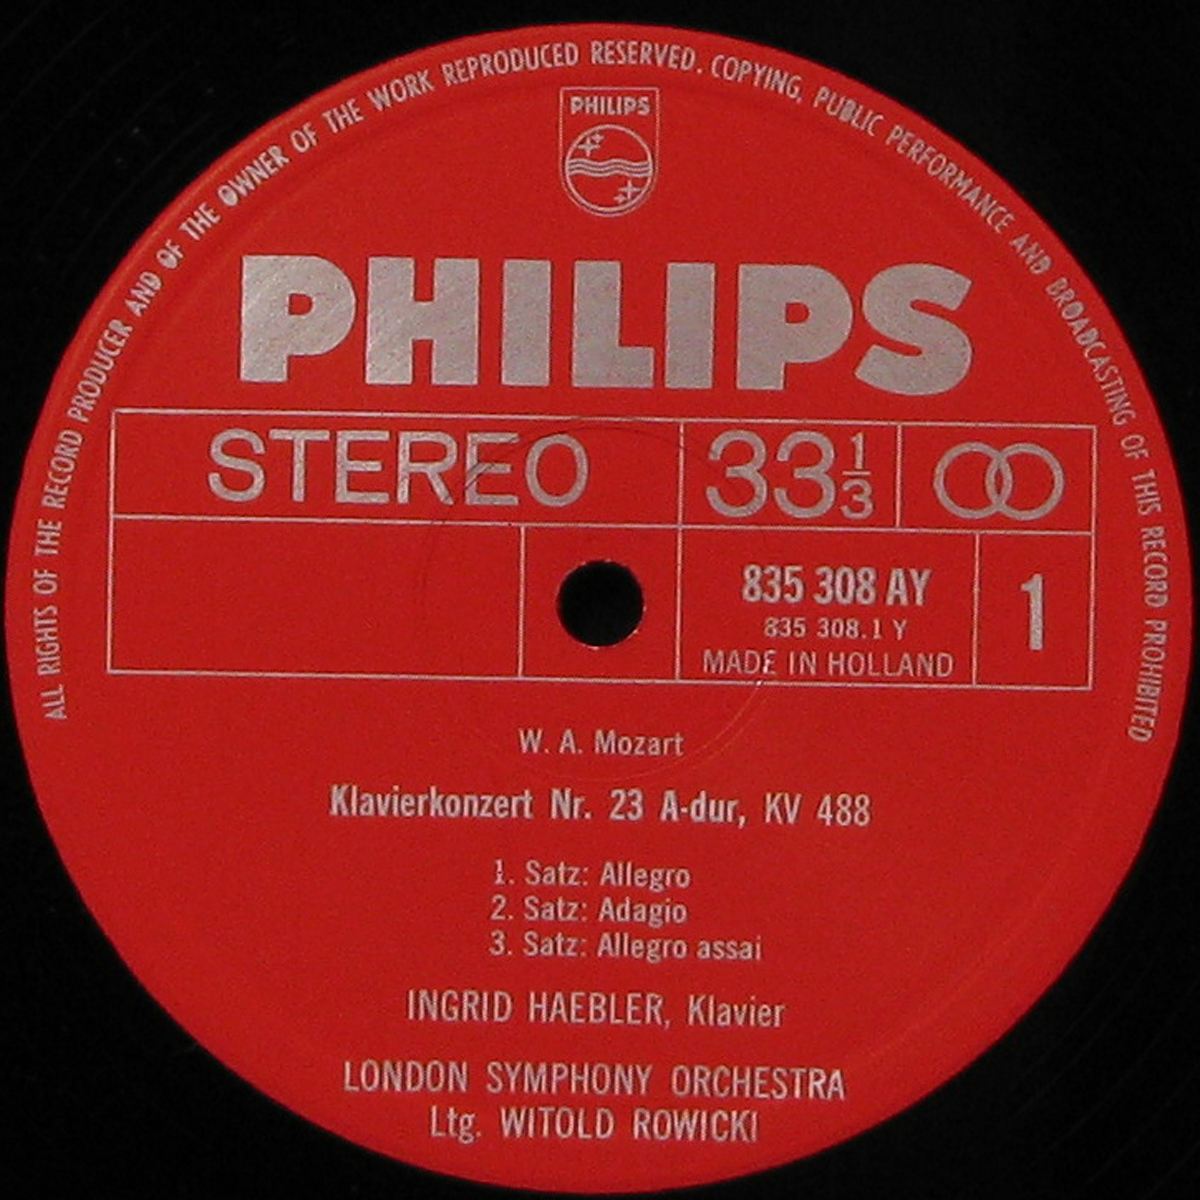 ALL RIGHTS OF THE RECORD PRODUCER AND OF THE OWNER OF THE WORK REPRODUCED RESERVED. COPYING, PUBLIC PERFORMANCE AND BROADCASTING OF THIS RECORD PROHIBITED
PHILIPS
PHILIPS
STEREO 33 1/3
835 308 AY 1
835 308.1 Y
MADE IN HOLLAND
W. A. Mozart
Klavierkonzert Nr. 23 A-dur, KV 488
1. Satz: Allegro
2. Satz: Adagio
3. Satz: Allegro assai
INGRID HAEBLER, Klavier
LONDON SYMPHONY ORCHESTRA
Ltg. WITOLD ROWICKI